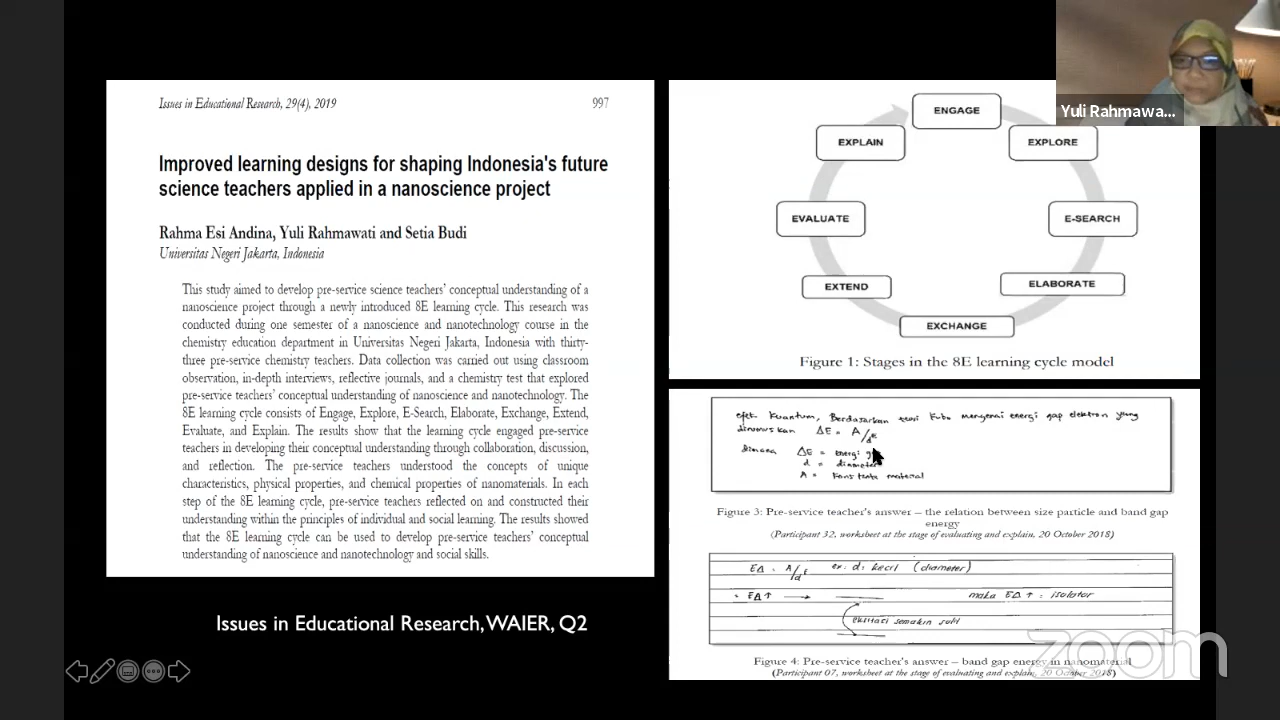 Issues in Educational Research, 29(4), 2019
997
Improved learning designs for shaping Indonesia's future
science teachers applied in a nanoscience project
Rahma Esi Andina, Yuli Rahmawati and Setia Budi
Universitas Negeri Jakarta, Indonesia
This study aimed to develop pre-service science teachers' conceptual understanding of a
nanoscience project through a newly introduced 8E learning cycle. This research was
conducted during one semester of a nanoscience and nanotechnology course in the
chemistry education department in Universitas Negeri Jakarta, Indonesia with thirty-
three pre-service chemistry teachers. Data collection was carried out using classroom
observation, in-depth interviews, reflective journals, and a chemistry test that explored
pre-service teachers' conceptual understanding of nanoscience and nanotechnology. The
8E learning cycle consists of Engage, Explore, E-Search, Elaborate, Exchange, Extend,
Evaluate, and Explain. The results show that the learning cycle engaged pre-service
teachers in developing their conceptual understanding through collaboration, discussion,
and reflection. The pre-service teachers understood the concepts of unique
characteristics, physical properties, and chemical properties of nanomaterials. In each
step of the 8E learning cycle, pre-service teachers reflected on and constructed their
understanding within the principles of individual and social learning. The results showed
that the 8E learning cycle can be used to develop pre-service teachers' conceptual
understanding of nanoscience and nanotechnology and social skills.
Issues in Educational Research, WAIER, Q2
ENGAGE
EXPLORE
E-SEARCH
ELABORATE
EXCHANGE
EXTEND
EVALUATE
EXPLAIN
Figure 1: Stages in the 8E learning cycle model
efek kuantum, Berdasarkan teori Kubo mengenai energi gap elektron yang
dirumuskan ΔE = A/
dimana ΔE = energi
d = diameter
A = material
Figure 3: Pre-service teacher's answer – the relation between size particle and band gap
energy
(Participant 32, worksheet at the stage of evaluating and explain, 20 October 2018)
EΔ = A/ d: kecil (diameter)
= EΔ↑ → maka EΔ ↑ = isolator
eksitasi semakin sulit
Figure 4: Pre-service teacher's answer – band gap energy in nanomaterial
(Participant 07, worksheet at the stage of evaluating and explain, 20 October 2018)
Yuli Rahmawa...
zoom